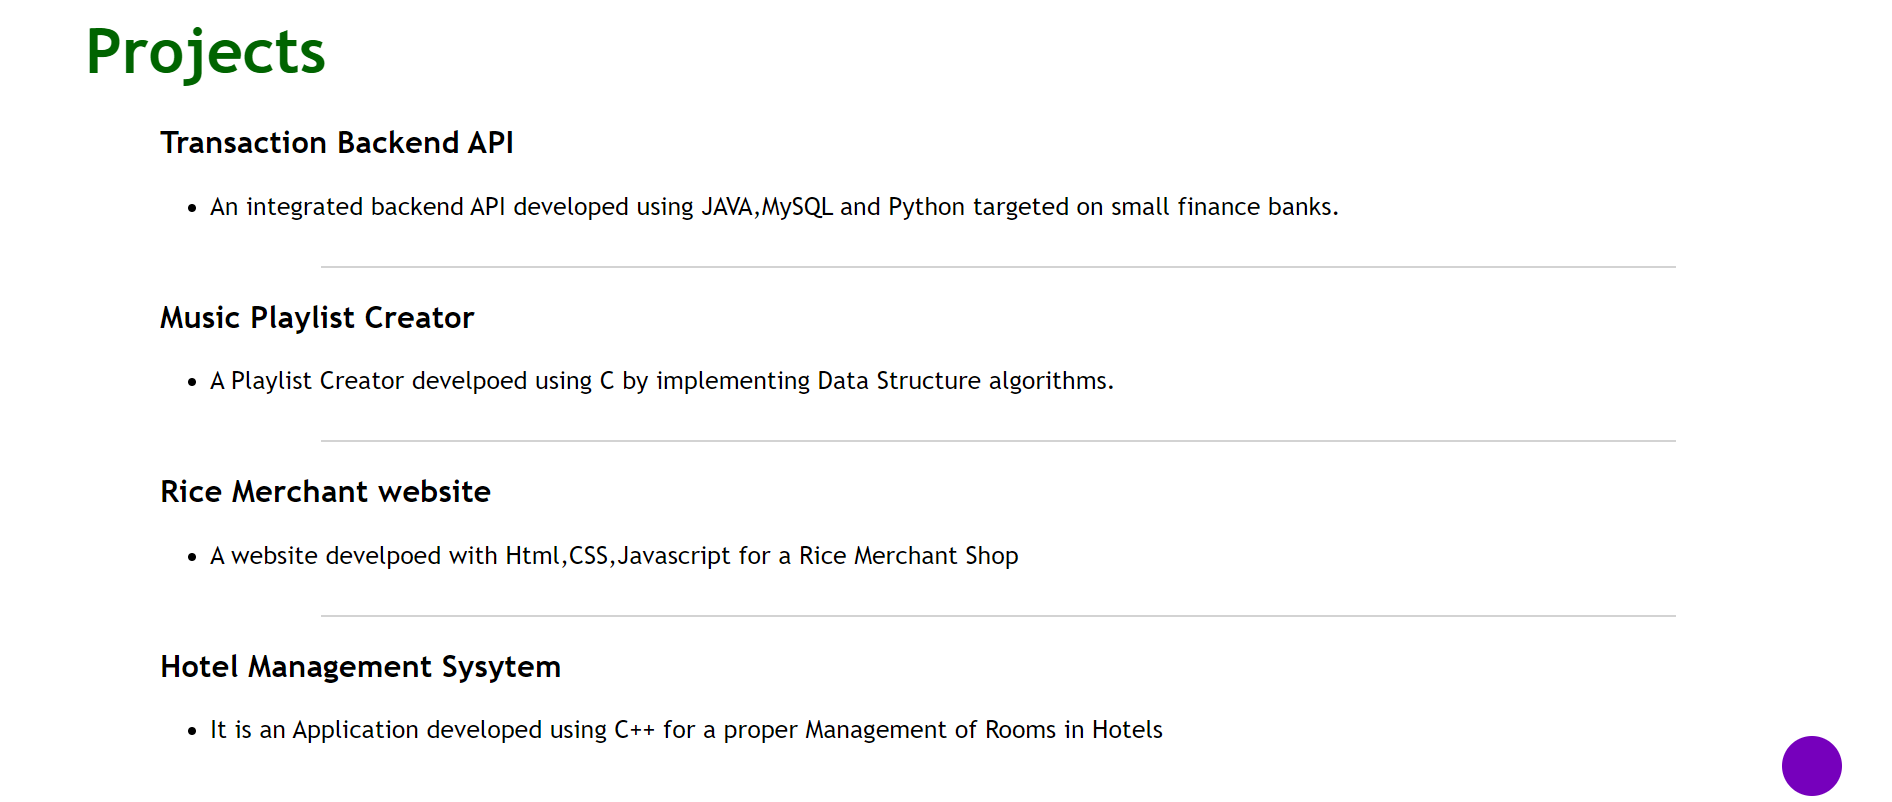 Projects
Transaction Backend API
• An integrated backend API developed using JAVA,MySQL and Python targeted on small finance banks.
Music Playlist Creator
• A Playlist Creator develpoed using C by implementing Data Structure algorithms.
Rice Merchant website
• A website develpoed with Html,CSS,Javascript for a Rice Merchant Shop
Hotel Management Sysytem
• It is an Application developed using C++ for a proper Management of Rooms in Hotels